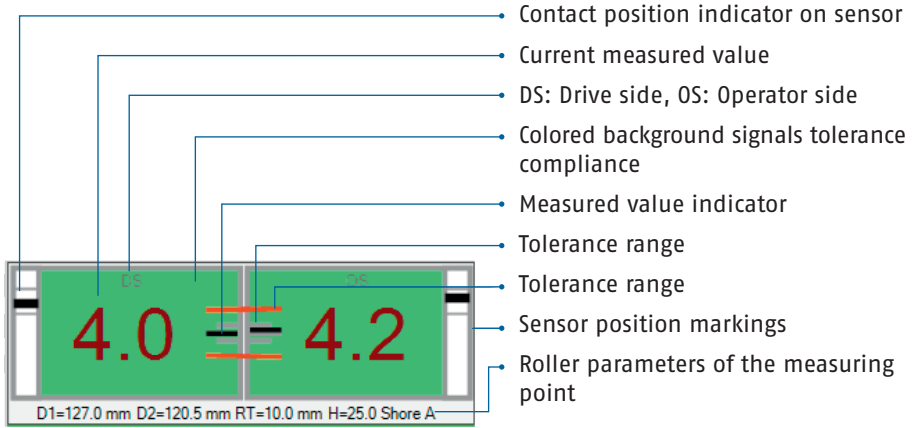 Contact position indicator on sensor
Current measured value
DS: Drive side, OS: Operator side
Colored background signals tolerance
compliance
Measured value indicator
Tolerance range
Tolerance range
Sensor position markings
Roller parameters of the measuring
point
DS OS
4.0 4.2
D1=127.0 mm D2=120.5 mm RT=10.0 mm H=25.0 Shore A